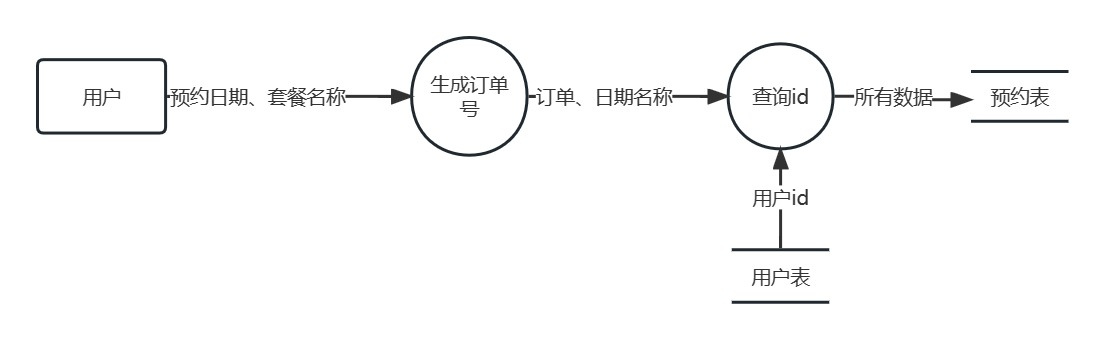 用户
预约日期、套餐名称
生成订单
号
订单、日期名称
查询id
所有数据
预约表
用户id
用户表